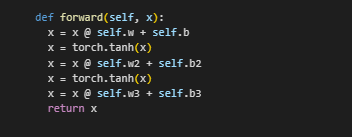 def forward(self, x):
  x = x @ self.w + self.b
  x = torch.tanh(x)
  x = x @ self.w2 + self.b2
  x = torch.tanh(x)
  x = x @ self.w3 + self.b3
  return x